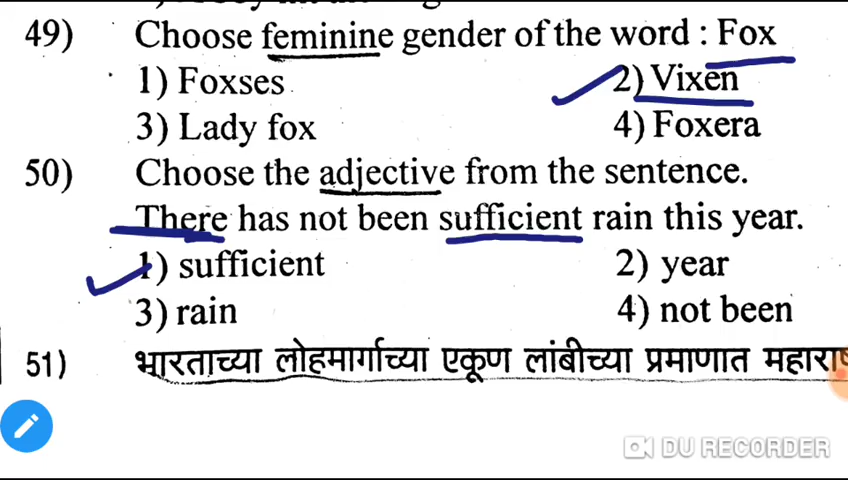 49) Choose feminine gender of the word : Fox
1) Foxses 2) Vixen
3) Lady fox 4) Foxera
50) Choose the adjective from the sentence.
There has not been sufficient rain this year.
1) sufficient 2) year
3) rain 4) not been
51) भारताच्या लोहमार्गाच्या एकूण लांबीच्या प्रमाणात
DU RECORDER